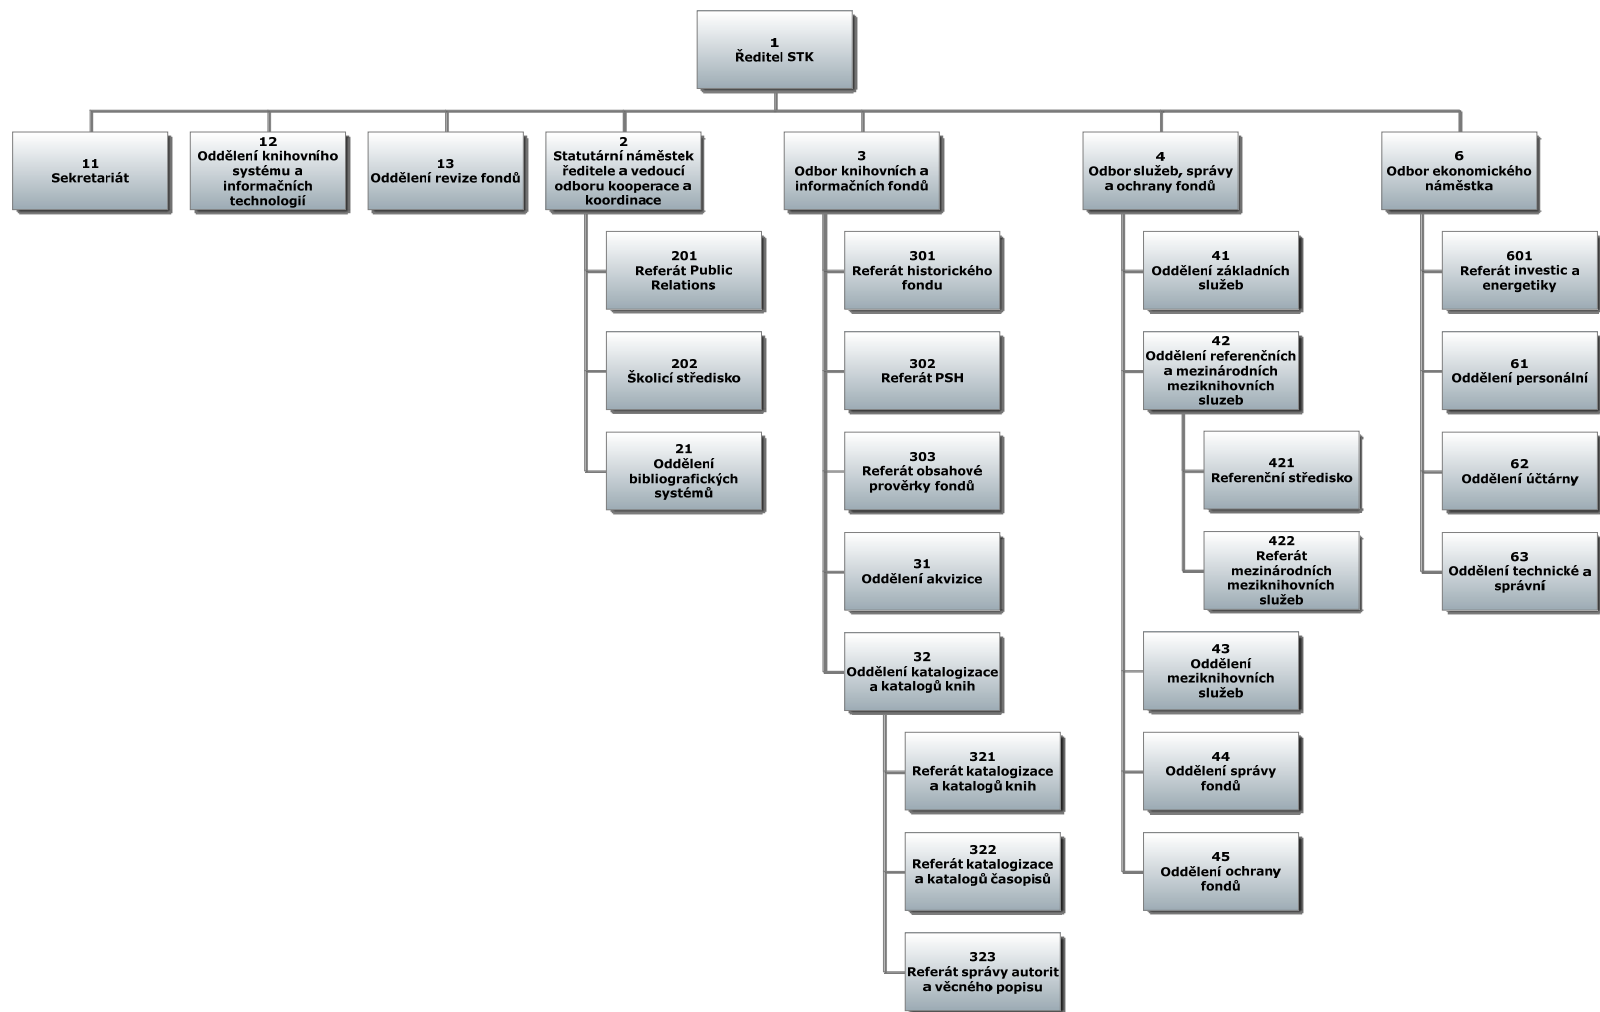 1
Ředitel STK
11
Sekretariát
12
Oddělení knihovního
systému a
informačních
technologií
13
Oddělení revize fondů
2
Statutární náměstek
ředitele a vedoucí
odboru kooperace a
koordinace
3
Odbor knihovních a
informačních fondů
4
Odbor služeb, správy
a ochrany fondů
6
Odbor ekonomického
náměstka
201
Referát Public
Relations
202
Školicí středisko
21
Oddělení
bibliografických
systémů
301
Referát historického
fondu
302
Referát PSH
303
Referát obsahové
prověrky fondů
31
Oddělení akvizice
32
Oddělení katalogizace
a katalogů knih
321
Referát katalogizace
a katalogů knih
322
Referát katalogizace
a katalogů časopisů
323
Referát správy autorit
a věcného popisu
41
Oddělení základních
služeb
42
Oddělení referenčních
a mezinárodních
meziknihovních
sluzeb
421
Referenční středisko
422
Referát
mezinárodních
meziknihovních
služeb
43
Oddělení
meziknihovních
služeb
44
Oddělení správy
fondů
45
Oddělení ochrany
fondů
601
Referát investic a
energetiky
61
Oddělení personální
62
Oddělení účtárny
63
Oddělení technické a
správní